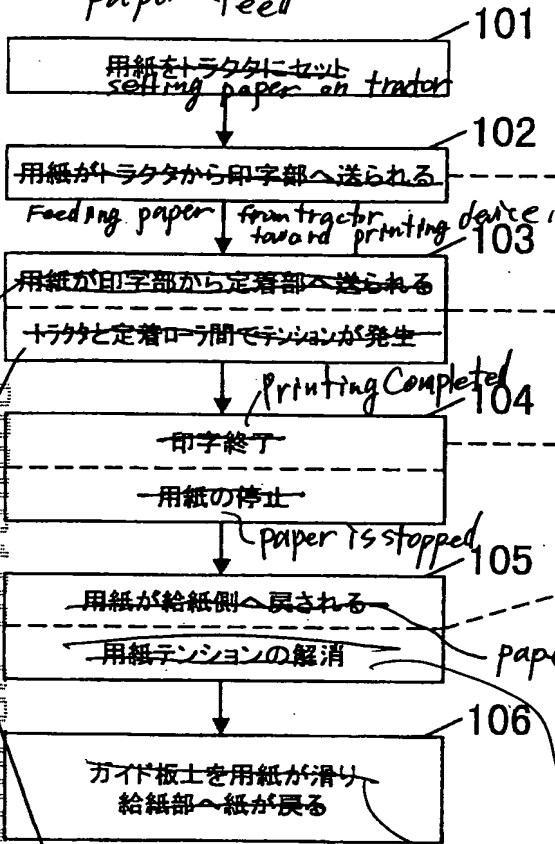 paper feed
101
用紙をトラクタにセット
setting paper on tractor
102
用紙がトラクタから印字部へ送られる
Feeding paper from tractor
toward printing device
103
用紙が印字部から定着部へ送られる
トラクタと定着ローラ間でテンションが発生
Printing Completed
104
印字終了
用紙の停止
paper is stopped
105
用紙が給紙側へ戻される
用紙テンションの解消
106
ガイド板上を用紙が滑り
給紙部へ紙が戻る